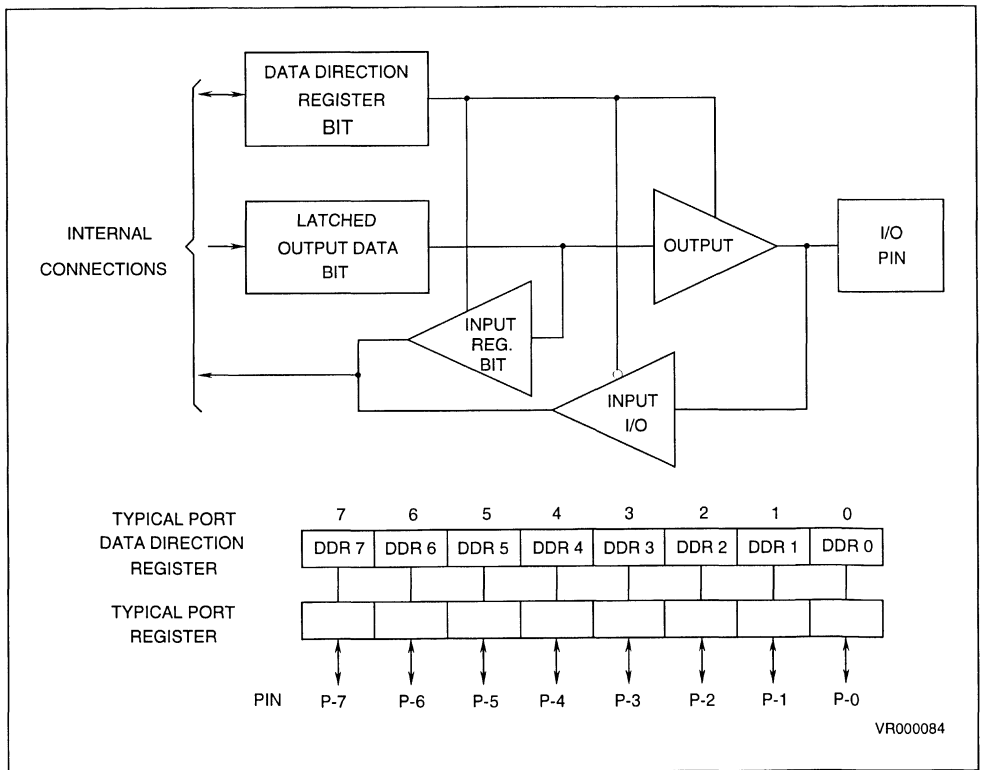 DATA DIRECTION
REGISTER
BIT
INTERNAL
CONNECTIONS
LATCHED
OUTPUT DATA
BIT
OUTPUT
I/O
PIN
INPUT
REG.
BIT
INPUT
I/O
TYPICAL PORT
DATA DIRECTION
REGISTER
7 6 5 4 3 2 1 0
DDR 7 DDR 6 DDR 5 DDR 4 DDR 3 DDR 2 DDR 1 DDR 0
TYPICAL PORT
REGISTER
PIN P-7 P-6 P-5 P-4 P-3 P-2 P-1 P-0
VR000084